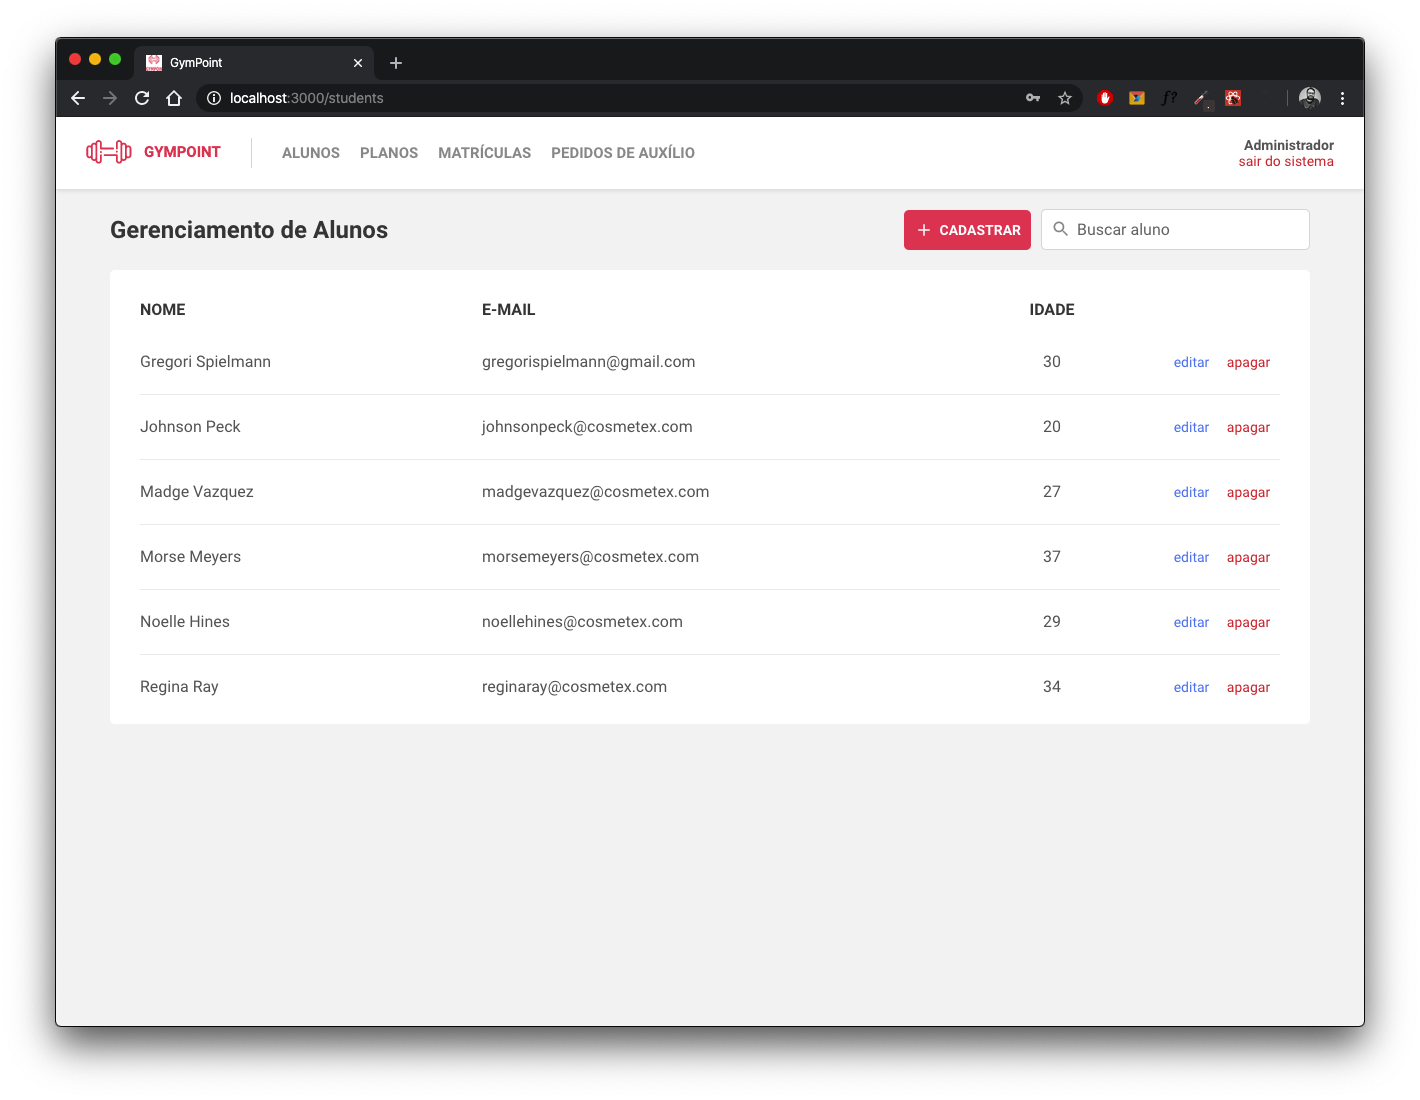 GymPoint
localhost:3000/students
f?
GYMPOINT ALUNOS PLANOS MATRÍCULAS PEDIDOS DE AUXÍLIO Administrador
sair do sistema
Gerenciamento de Alunos CADASTRAR Buscar aluno
NOME E-MAIL IDADE
Gregori Spielmann gregorispielmann@gmail.com 30 editar apagar
Johnson Peck johnsonpeck@cosmetex.com 20 editar apagar
Madge Vazquez madgevazquez@cosmetex.com 27 editar apagar
Morse Meyers morsemeyers@cosmetex.com 37 editar apagar
Noelle Hines noellehines@cosmetex.com 29 editar apagar
Regina Ray reginaray@cosmetex.com 34 editar apagar